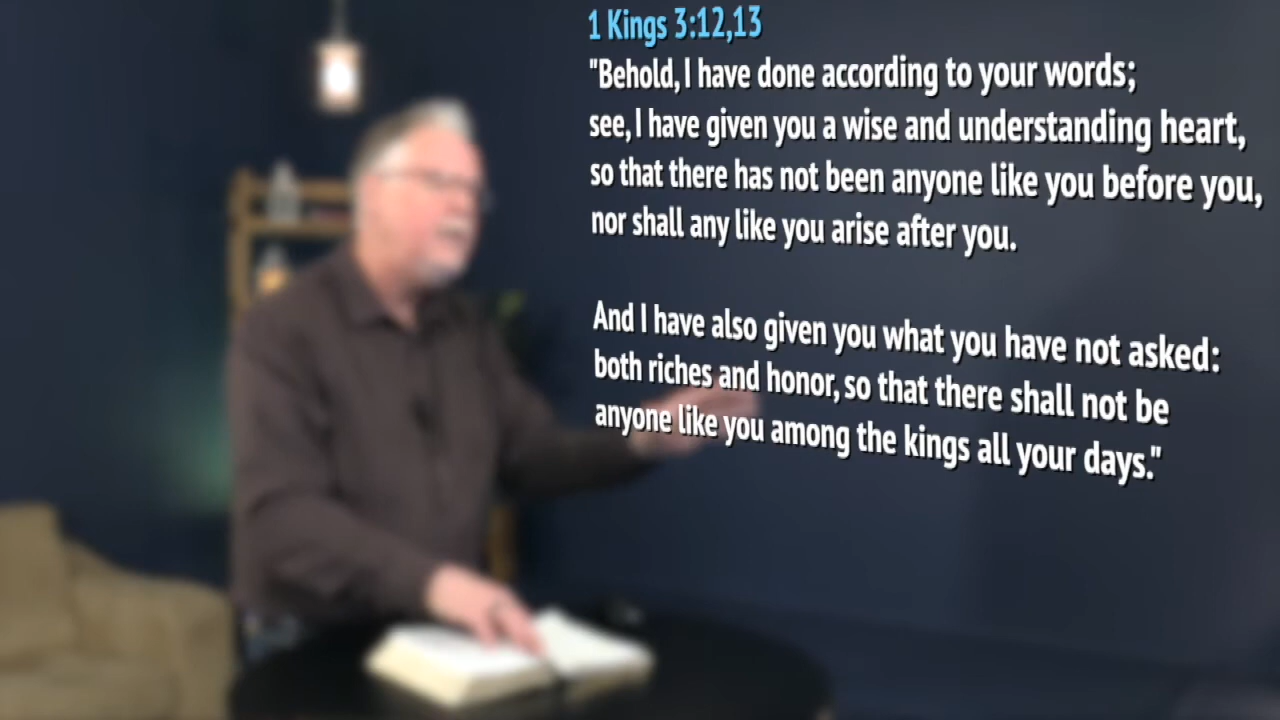 1 Kings 3:12,13
"Behold, I have done according to your words;
see, I have given you a wise and understanding heart,
so that there has not been anyone like you before you,
nor shall any like you arise after you.
And I have also given you what you have not asked:
both riches and honor, so that there shall not be
anyone like you among the kings all your days."